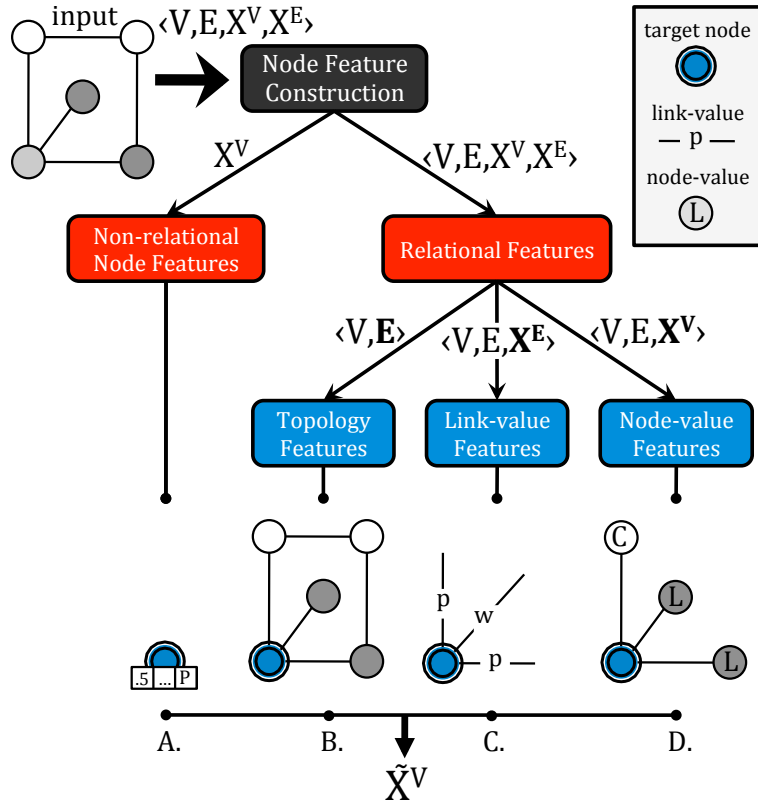 input
⟨V,E,X^V,X^E⟩
Node Feature
Construction
target node
link-value
p
node-value
L
X^V
⟨V,E,X^V,X^E⟩
Non-relational
Node Features
Relational Features
⟨V,E⟩
⟨V,E,X^E⟩
⟨V,E,X^V⟩
Topology
Features
Link-value
Features
Node-value
Features
.5 ... P
p
w
p
C
L
L
A.
B.
C.
D.
X̃^V